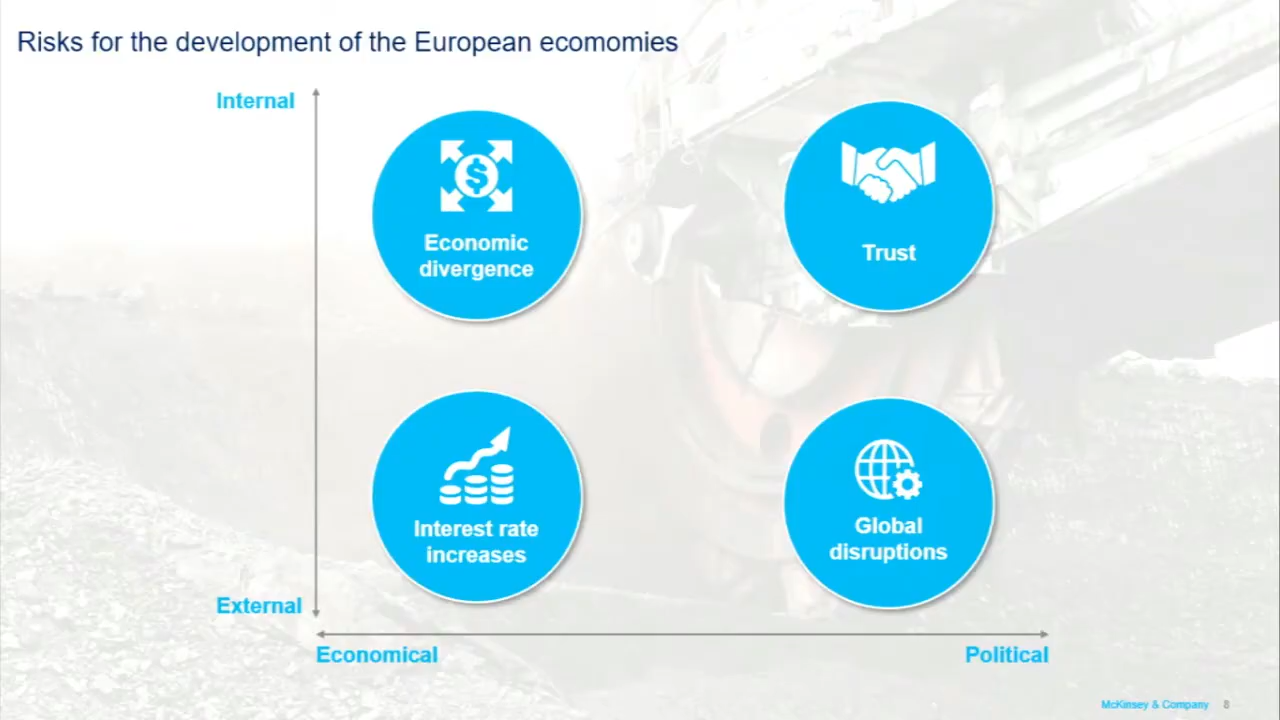 Risks for the development of the European ecomomies
Internal
Economic
divergence
Trust
Interest rate
increases
Global
disruptions
External
Economical
Political
McKinsey & Company 8